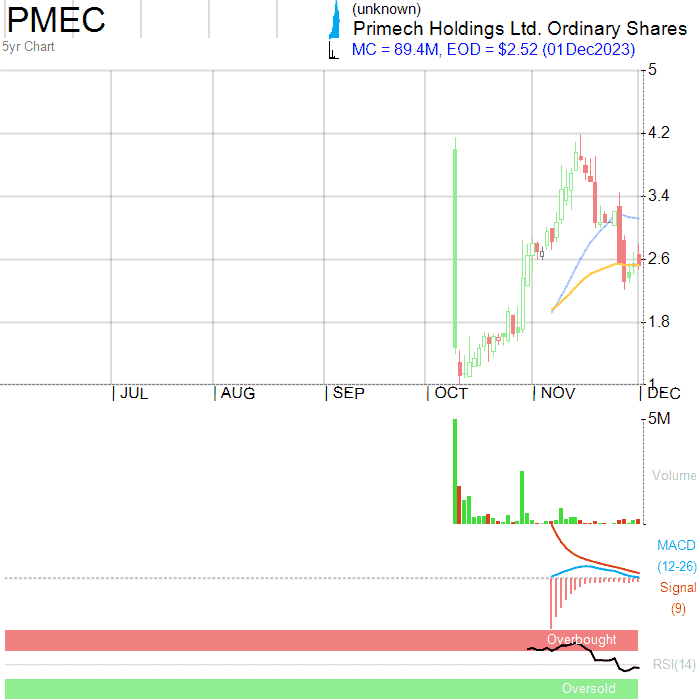 PMEC
(unknown)
Primech Holdings Ltd. Ordinary Shares
5yr Chart
MC = 89.4M, EOD = $2.52 (01Dec2023)
5
4.2
3.4
2.6
1.8
1
JUL AUG SEP OCT NOV DEC
5M
Volume
MACD
(12-26)
Signal
(9)
Overbought
RSI(14)
Oversold